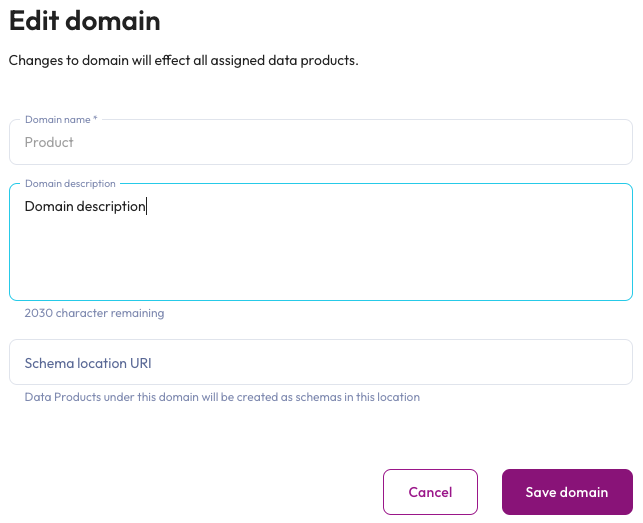 Edit domain
Changes to domain will effect all assigned data products.
Domain name *
Product
Domain description
Domain description
2030 character remaining
Schema location URI
Data Products under this domain will be created as schemas in this location
Cancel
Save domain